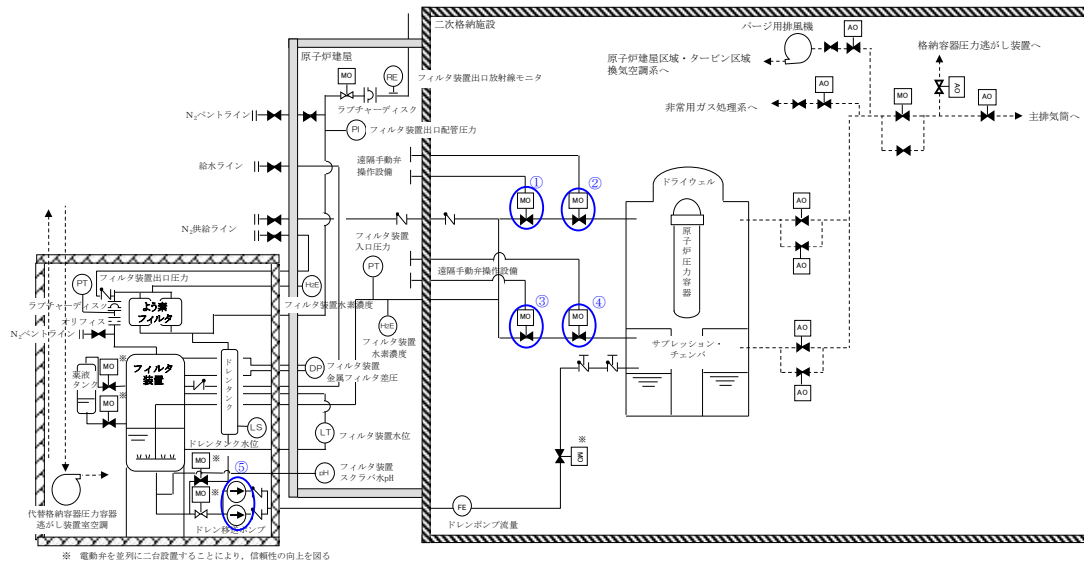 二次格納施設
パージ用排風機
AO
格納容器圧力逃がし装置へ
原子炉建屋
原子炉建屋区域・タービン区域
換気空調系へ
MO
RE
フィルタ装置出口放射線モニタ
AO
MO
AO
AO
ラプチャーディスク
非常用ガス処理系へ
N₂ベントライン
主排気筒へ
PI
フィルタ装置出口配管圧力
給水ライン
遠隔手動弁
操作設備
①
②
ドライウェル
MO
MO
AO
N₂供給ライン
フィルタ装置
入口圧力
原子炉圧力容器
PT
遠隔手動弁操作設備
AO
PT
フィルタ装置出口圧力
H₂E
フィルタ装置水素濃度
ラプチャーディスク
オリフィス
よう素
フィルタ
③
④
MO
MO
H₂E
フィルタ装置
水素濃度
AO
N₂ベントライン
サプレッション・
チェンバ
※
MO
薬液
タンク
フィルタ
装置
ドレンタンク
DP
フィルタ装置
金属フィルタ差圧
AO
※
MO
LS
LT
フィルタ装置水位
ドレンタンク水位
※
MO
※
MO
⑤
pH
フィルタ装置
スクラバ水pH
※
MO
代替格納容器圧力容器
逃がし装置室空調
ドレン移送ポンプ
FE
ドレンポンプ流量
※ 電動弁を並列に二台設置することにより，信頼性の向上を図る